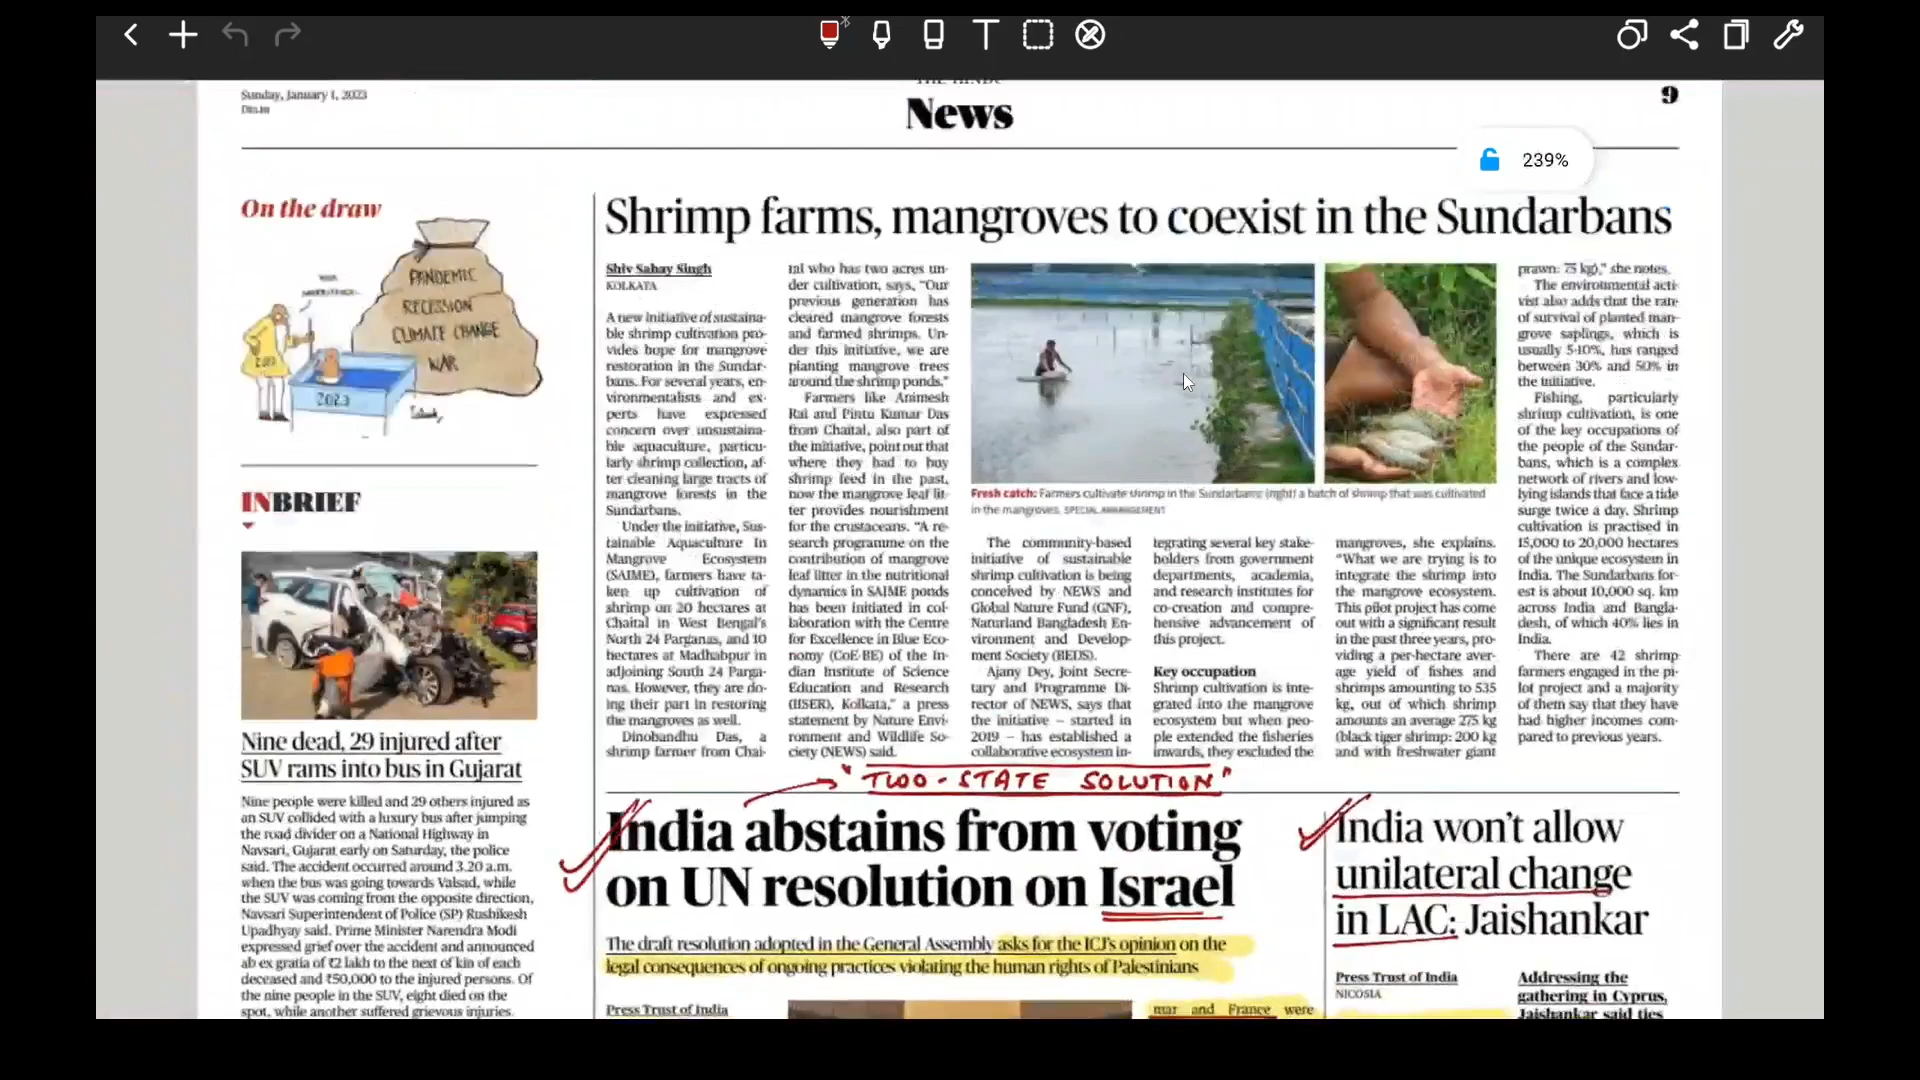 Sunday, January 1, 2023
DELHI
THE HINDU
News
9
239%
On the draw
PANDEMIC
RECESSION
CLIMATE CHANGE
WAR
2023
INBRIEF
Nine dead, 29 injured after
SUV rams into bus in Gujarat
Nine people were killed and 29 others injured as
an SUV collided with a luxury bus after jumping
the road divider on a National Highway in
Navsari, Gujarat early on Saturday, the police
said. The accident occurred around 3.20 a.m.
when the bus was going towards Valsad, while
the SUV was coming from the opposite direction,
Navsari Superintendent of Police (SP) Rushikesh
Upadhyay said. Prime Minister Narendra Modi
expressed grief over the accident and announced
ab ex gratia of ₹2 lakh to the next of kin of each
deceased and ₹50,000 to the injured persons. Of
the nine people in the SUV, eight died on the
spot, while another suffered grievous injuries.
Shrimp farms, mangroves to coexist in the Sundarbans
Shiv Sahay Singh
KOLKATA
A new initiative of sustaina-
ble shrimp cultivation pro-
vides hope for mangrove
restoration in the Sundar-
bans. For several years, en-
vironmentalists and ex-
perts have expressed
concern over unsustaina-
ble aquaculture, particu-
larly shrimp collection, af-
ter cleaning large tracts of
mangrove forests in the
Sundarbans.
Under the initiative, Sus-
tainable Aquaculture In
Mangrove Ecosystem
(SAIME), farmers have ta-
ken up cultivation of
shrimp on 20 hectares at
Chaital in West Bengal's
North 24 Parganas, and 10
hectares at Madhabpur in
adjoining South 24 Parga-
nas. However, they are do-
ing their part in restoring
the mangroves as well.
Dinobandhu Das, a
shrimp farmer from Chai-
tal who has two acres un-
der cultivation, says, "Our
previous generation has
cleared mangrove forests
and farmed shrimps. Un-
der this initiative, we are
planting mangrove trees
around the shrimp ponds."
Farmers like Animesh
Rai and Pintu Kumar Das
from Chaital, also part of
the initiative, point out that
where they had to buy
shrimp feed in the past,
now the mangrove leaf lit-
ter provides nourishment
for the crustaceans. "A re-
search programme on the
contribution of mangrove
leaf litter in the nutritional
dynamics in SAIME ponds
has been initiated in col-
laboration with the Centre
for Excellence in Blue Eco-
nomy (CoE-BE) of the In-
dian Institute of Science
Education and Research
(IISER), Kolkata," a press
statement by Nature Envi-
ronment and Wildlife So-
ciety (NEWS) said.
Fresh catch: Farmers cultivate shrimp in the Sundarbans; (right) a batch of shrimp that was cultivated
in the mangroves. SPECIAL ARRANGEMENT
The community-based
initiative of sustainable
shrimp cultivation is being
conceived by NEWS and
Global Nature Fund (GNF),
Naturland Bangladesh En-
vironment and Develop-
ment Society (BEDS).
Ajany Dey, Joint Secre-
tary and Programme Di-
rector of NEWS, says that
the initiative – started in
2019 – has established a
collaborative ecosystem in-
tegrating several key stake-
holders from government
departments, academia,
and research institutes for
co-creation and compre-
hensive advancement of
this project.
Key occupation
Shrimp cultivation is inte-
grated into the mangrove
ecosystem but when peo-
ple extended the fisheries
inwards, they excluded the
mangroves, she explains.
"What we are trying is to
integrate the shrimp into
the mangrove ecosystem.
This pilot project has come
out with a significant result
in the past three years, pro-
viding a per-hectare aver-
age yield of fishes and
shrimps amounting to 535
kg, out of which shrimp
amounts an average 275 kg
(black tiger shrimp: 200 kg
and with freshwater giant
prawn: 75 kg)," she notes.
The environmental acti-
vist also adds that the rate
of survival of planted man-
grove saplings, which is
usually 5-10%, has ranged
between 30% and 50% in
the initiative.
Fishing, particularly
shrimp cultivation, is one
of the key occupations of
the people of the Sundar-
bans, which is a complex
network of rivers and low-
lying islands that face a tide
surge twice a day. Shrimp
cultivation is practised in
15,000 to 20,000 hectares
of the unique ecosystem in
India. The Sundarbans for-
est is about 10,000 sq. km
across India and Bangla-
desh, of which 40% lies in
India.
There are 42 shrimp
farmers engaged in the pi-
lot project and a majority
of them say that they have
had higher incomes com-
pared to previous years.
"TWO-STATE SOLUTION"
India abstains from voting
on UN resolution on Israel
The draft resolution adopted in the General Assembly asks for the ICJ's opinion on the
legal consequences of ongoing practices violating the human rights of Palestinians
Press Trust of India
mar and France were
India won't allow
unilateral change
in LAC: Jaishankar
Press Trust of India
NICOSIA
Addressing the
gathering in Cyprus,
Jaishankar said ties